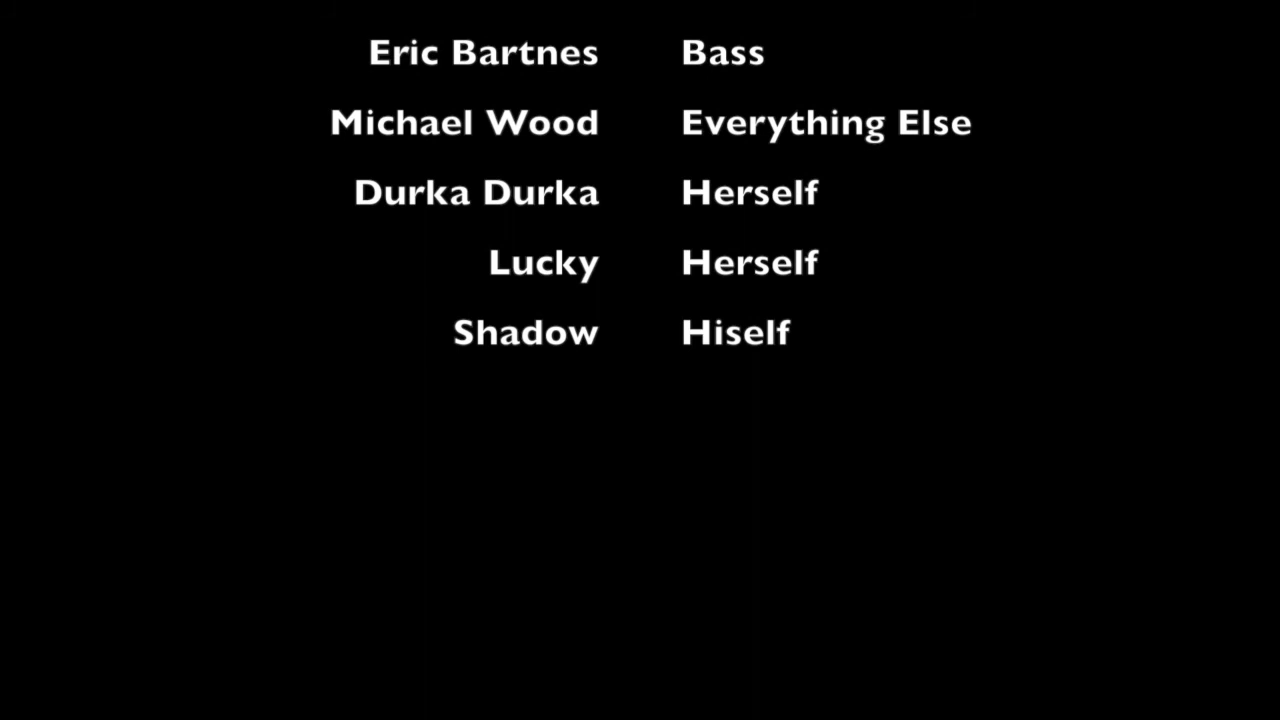 Eric Bartnes Bass
Michael Wood Everything Else
Durka Durka Herself
Lucky Herself
Shadow Hiself